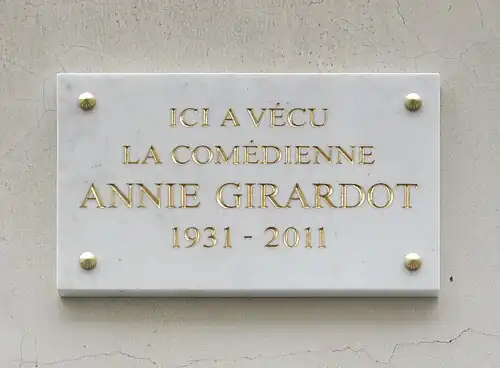 ICI A VÉCU
LA COMÉDIENNE
ANNIE GIRARDOT
1931 - 2011